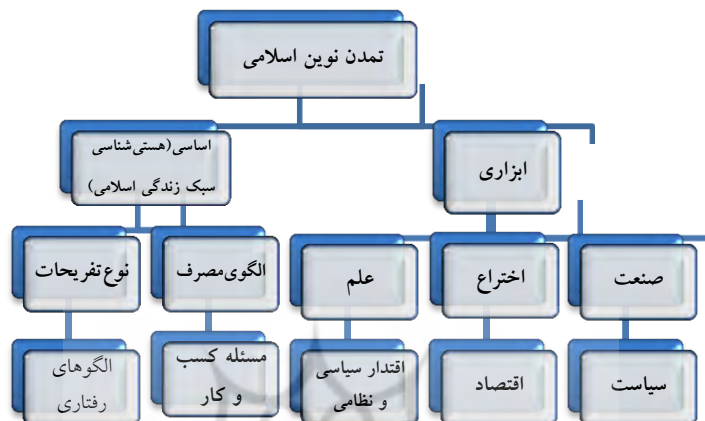 تمدن نوین اسلامی
ابزاری
اساسی(هستی‌شناسی
سبک زندگی اسلامی)
صنعت
اختراع
علم
الگوی‌مصرف
نوع‌تفریحات
سیاست
اقتصاد
اقتدار سیاسی
و نظامی
مسئله کسب
و کار
الگوهای
رفتاری